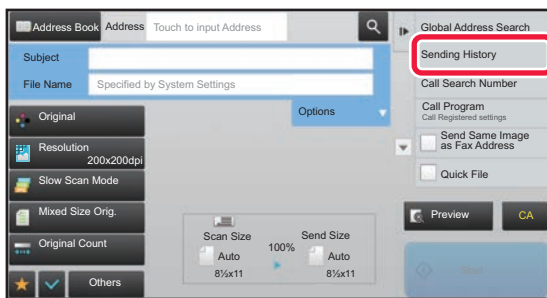 Address Book Address Touch to input Address
Subject
File Name Specified by System Settings
Options
Original
Resolution
200x200dpi
Slow Scan Mode
Mixed Size Orig.
Original Count
Others
Scan Size
Auto
8½x11
100%
Send Size
Auto
8½x11
Global Address Search
Sending History
Call Search Number
Call Program
Call Registered settings
Send Same Image
as Fax Address
Quick File
Preview
CA
Start